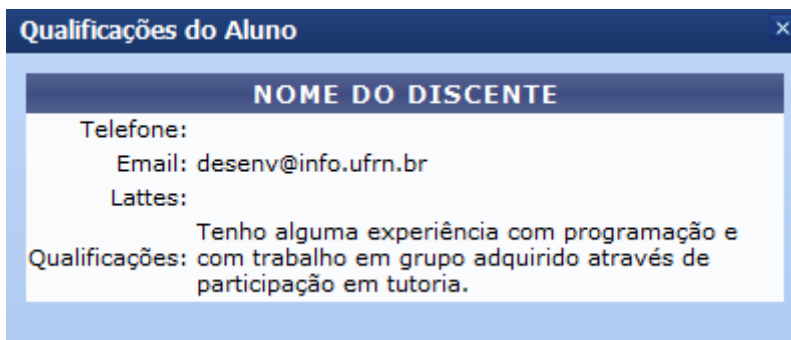 Qualificações do Aluno
NOME DO DISCENTE
Telefone:
Email: desenv@info.ufrn.br
Lattes:
Tenho alguma experiência com programação e
Qualificações: com trabalho em grupo adquirido através de
participação em tutoria.